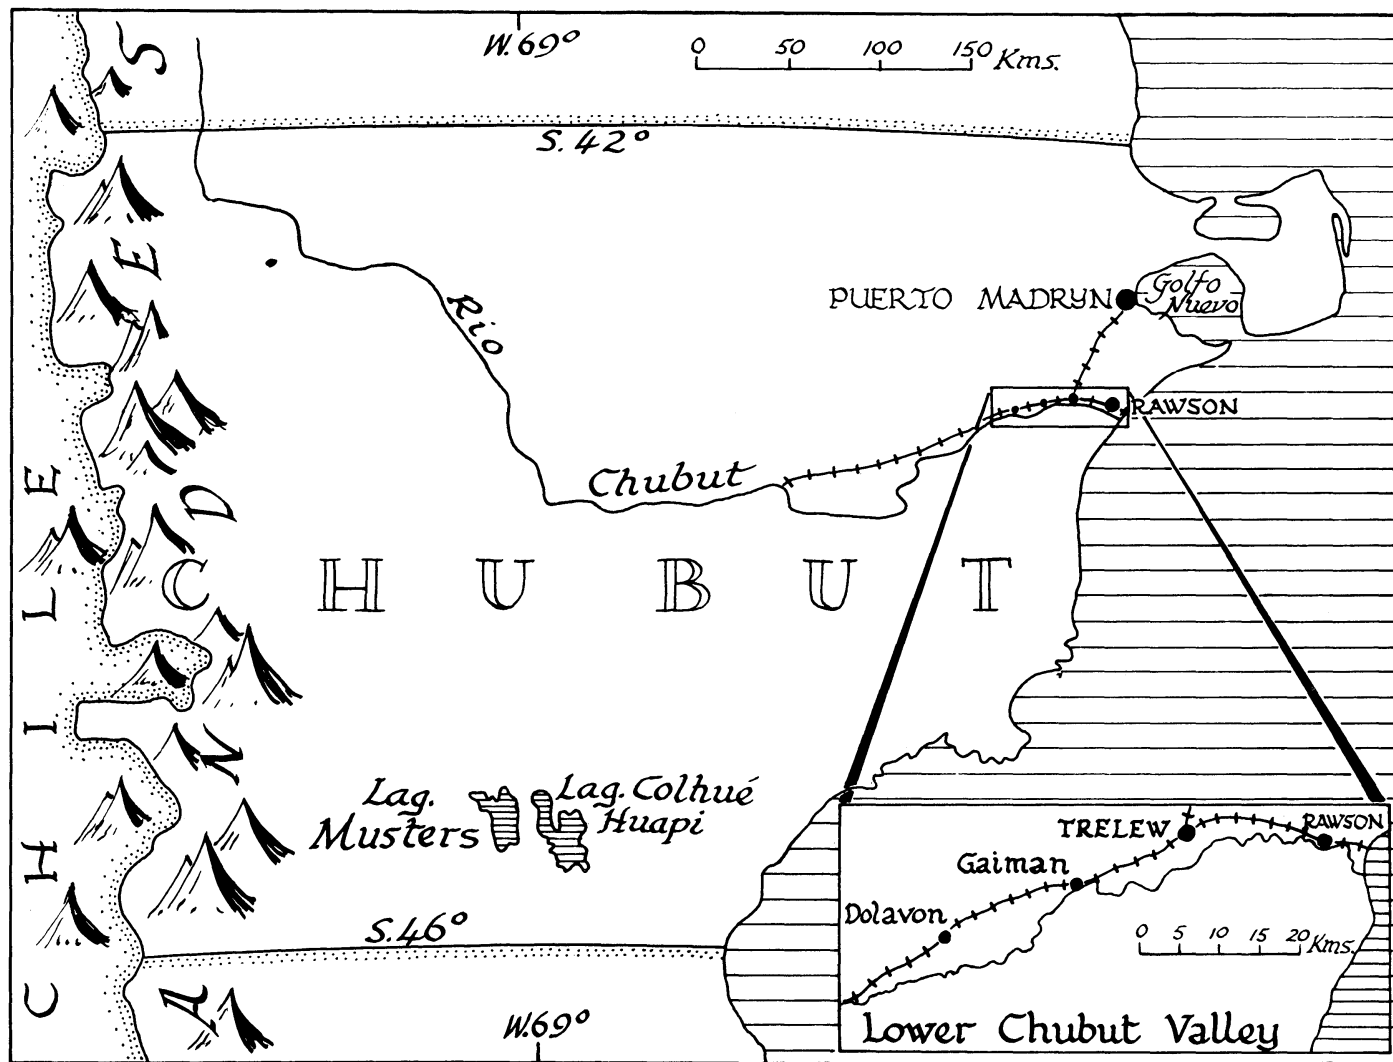 W. 69°
0 50 100 150 Kms.
S. 42°
Rio
PUERTO MADRYN
Golfo
Nuevo
RAWSON
Chubut
CHUBUT
CHILE
ANDES
Lag.
Musters
Lag. Colhué
Huapi
S. 46°
W. 69°
TRELEW
RAWSON
Gaiman
Dolavon
0 5 10 15 20 Kms.
Lower Chubut Valley